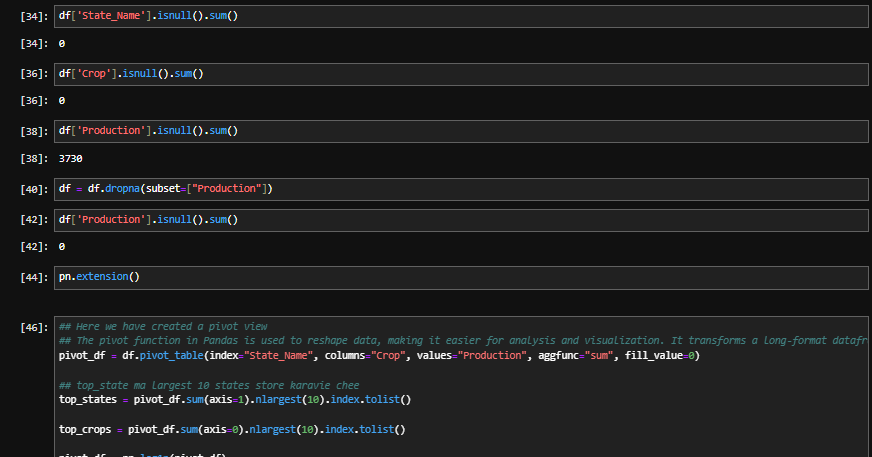 [34]: df['State_Name'].isnull().sum()
[34]: 0
[36]: df['Crop'].isnull().sum()
[36]: 0
[38]: df['Production'].isnull().sum()
[38]: 3730
[40]: df = df.dropna(subset=["Production"])
[42]: df['Production'].isnull().sum()
[42]: 0
[44]: pn.extension()
[46]: ## Here we have created a pivot view
## The pivot function in Pandas is used to reshape data, making it easier for analysis and visualization. It transforms a long-format datafr
pivot_df = df.pivot_table(index="State_Name", columns="Crop", values="Production", aggfunc="sum", fill_value=0)
## top_state ma largest 10 states store karavie chee
top_states = pivot_df.sum(axis=1).nlargest(10).index.tolist()
top_crops = pivot_df.sum(axis=0).nlargest(10).index.tolist()